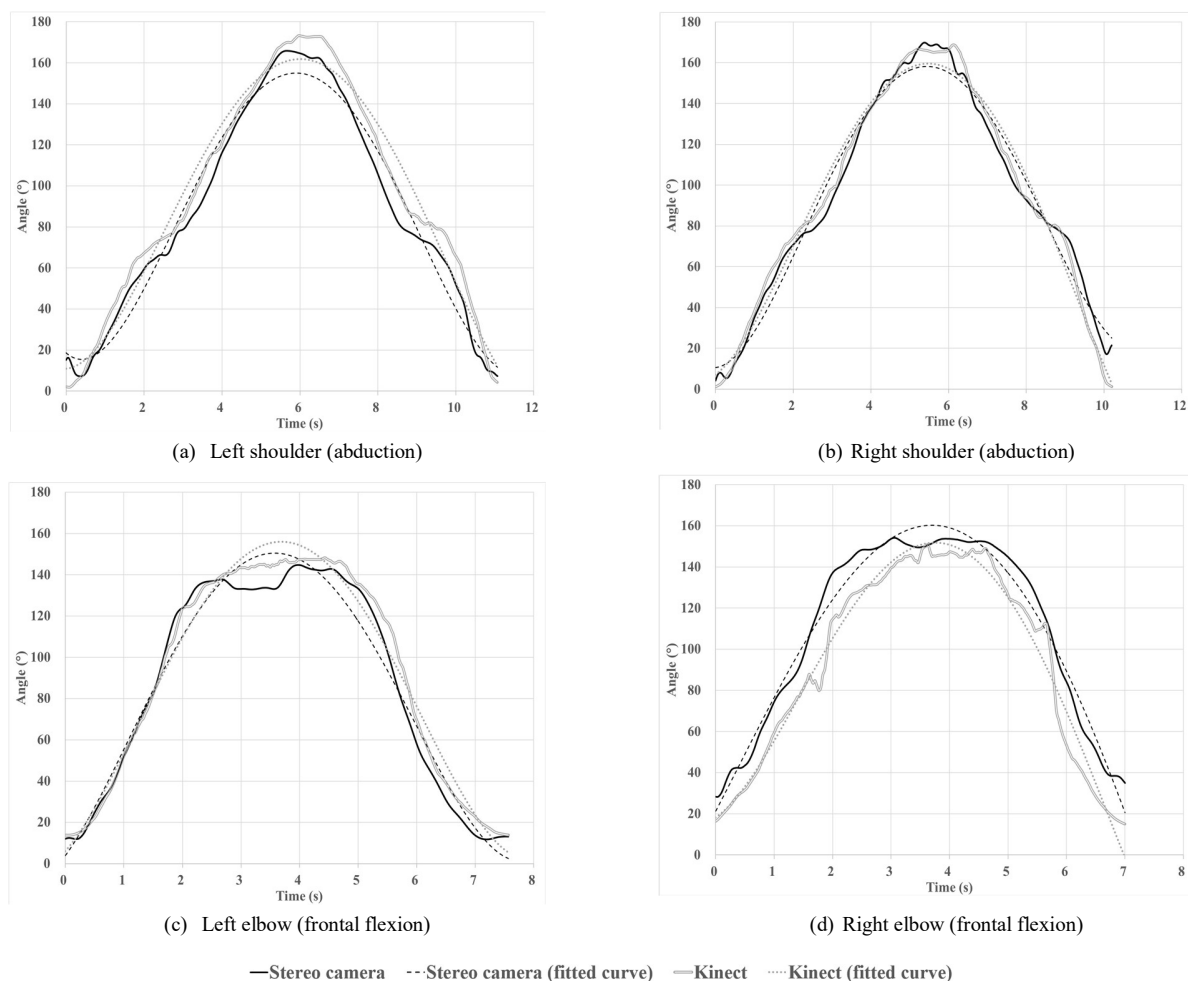 180
160
140
120
100
80
60
40
20
0
Angle (°)
0 2 4 6 8 10 12
Time (s)
(a) Left shoulder (abduction)
180
160
140
120
100
80
60
40
20
0
Angle (°)
0 2 4 6 8 10 12
Time (s)
(b) Right shoulder (abduction)
180
160
140
120
100
80
60
40
20
0
Angle (°)
0 1 2 3 4 5 6 7 8
Time (s)
(c) Left elbow (frontal flexion)
180
160
140
120
100
80
60
40
20
0
Angle (°)
0 1 2 3 4 5 6 7 8
Time (s)
(d) Right elbow (frontal flexion)
Stereo camera Stereo camera (fitted curve) Kinect Kinect (fitted curve)